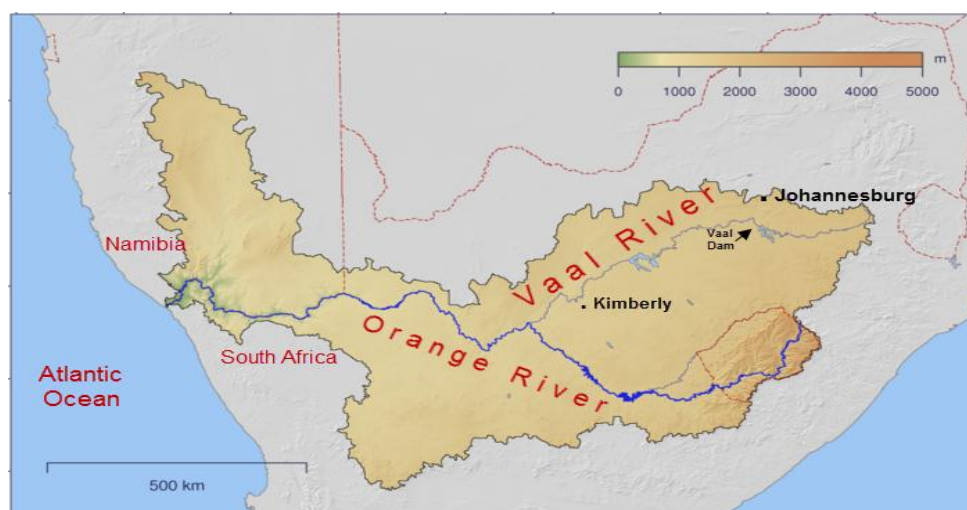 m
0 1000 2000 3000 4000 5000
Johannesburg
Vaal River
Vaal
Dam
Namibia
Kimberly
Orange River
South Africa
Atlantic
Ocean
500 km